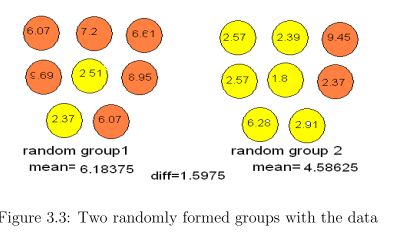 6.07 7.2 6.61
9.69 2.51 8.95
2.37 6.07
random group1
mean= 6.18375
2.57 2.39 9.45
2.57 1.8 2.37
6.28 2.91
random group 2
mean= 4.58625
diff=1.5975
Figure 3.3: Two randomly formed groups with the data